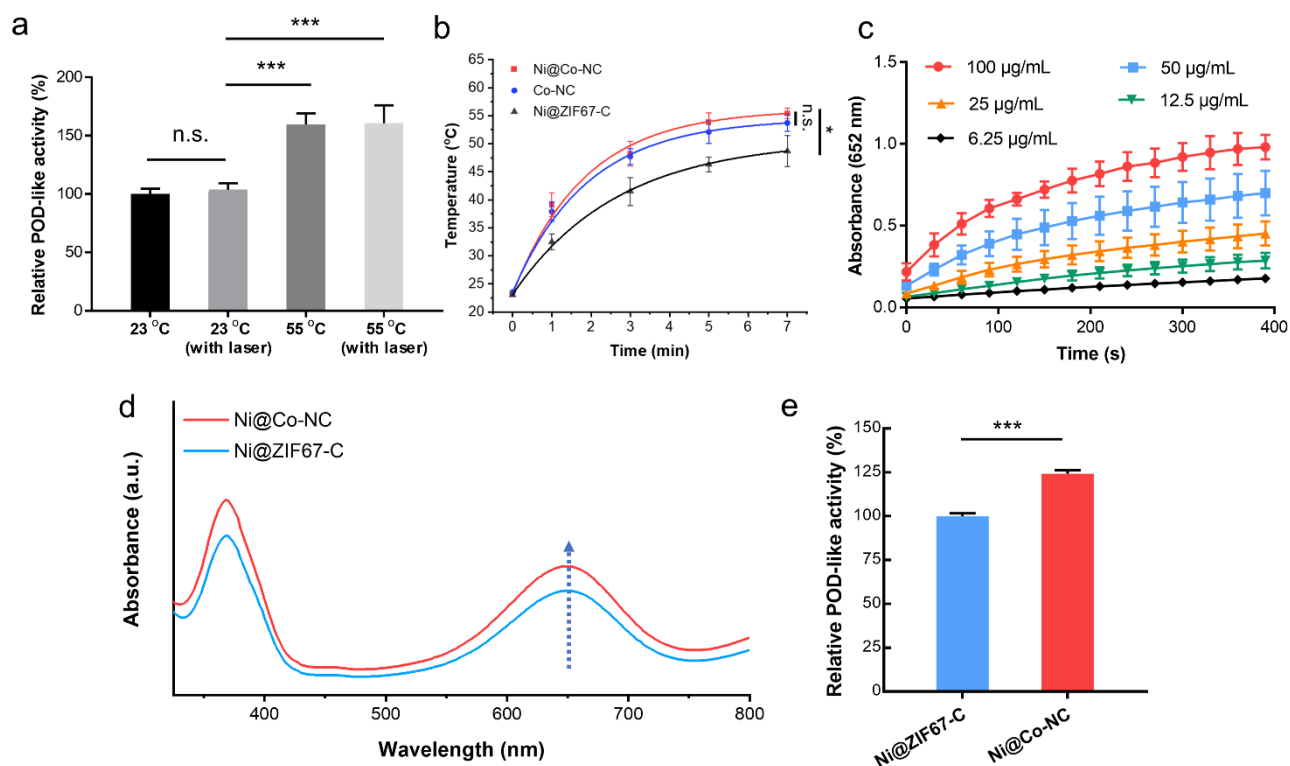 a
***
***
n.s.
Relative POD-like activity (%)
200
150
100
50
0
23 °C
23 °C
(with laser)
55 °C
55 °C
(with laser)
b
Ni@Co-NC
Co-NC
Ni@ZIF67-C
n.s.
*
Temperature (°C)
65
60
55
50
45
40
35
30
25
20
0
1
2
3
4
5
6
7
Time (min)
c
100 µg/mL
50 µg/mL
25 µg/mL
12.5 µg/mL
6.25 µg/mL
Absorbance (652 nm)
1.5
1.0
0.5
0.0
0
100
200
300
400
Time (s)
d
Ni@Co-NC
Ni@ZIF67-C
Absorbance (a.u.)
400
500
600
700
800
Wavelength (nm)
e
***
Relative POD-like activity (%)
150
125
100
75
50
25
0
Ni@ZIF67-C
Ni@Co-NC